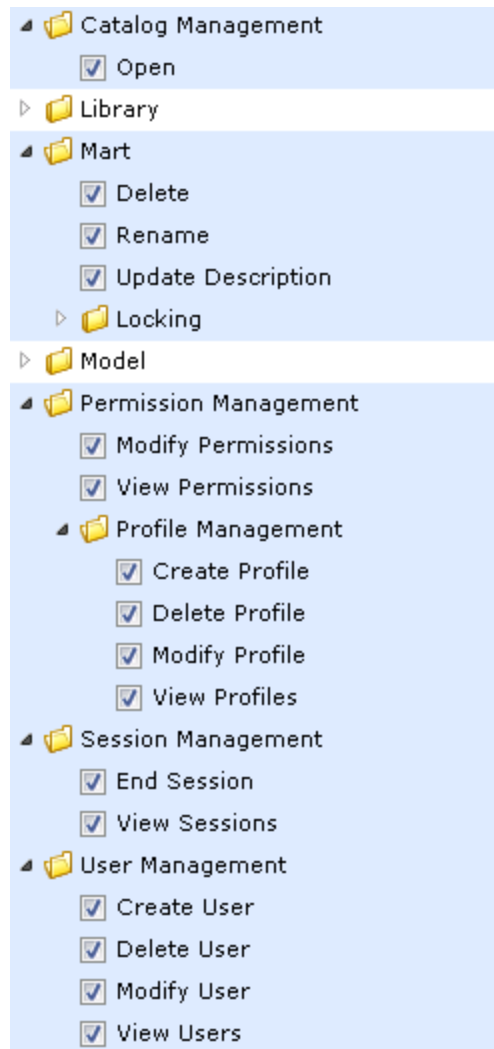 Catalog Management
Open
Library
Mart
Delete
Rename
Update Description
Locking
Model
Permission Management
Modify Permissions
View Permissions
Profile Management
Create Profile
Delete Profile
Modify Profile
View Profiles
Session Management
End Session
View Sessions
User Management
Create User
Delete User
Modify User
View Users